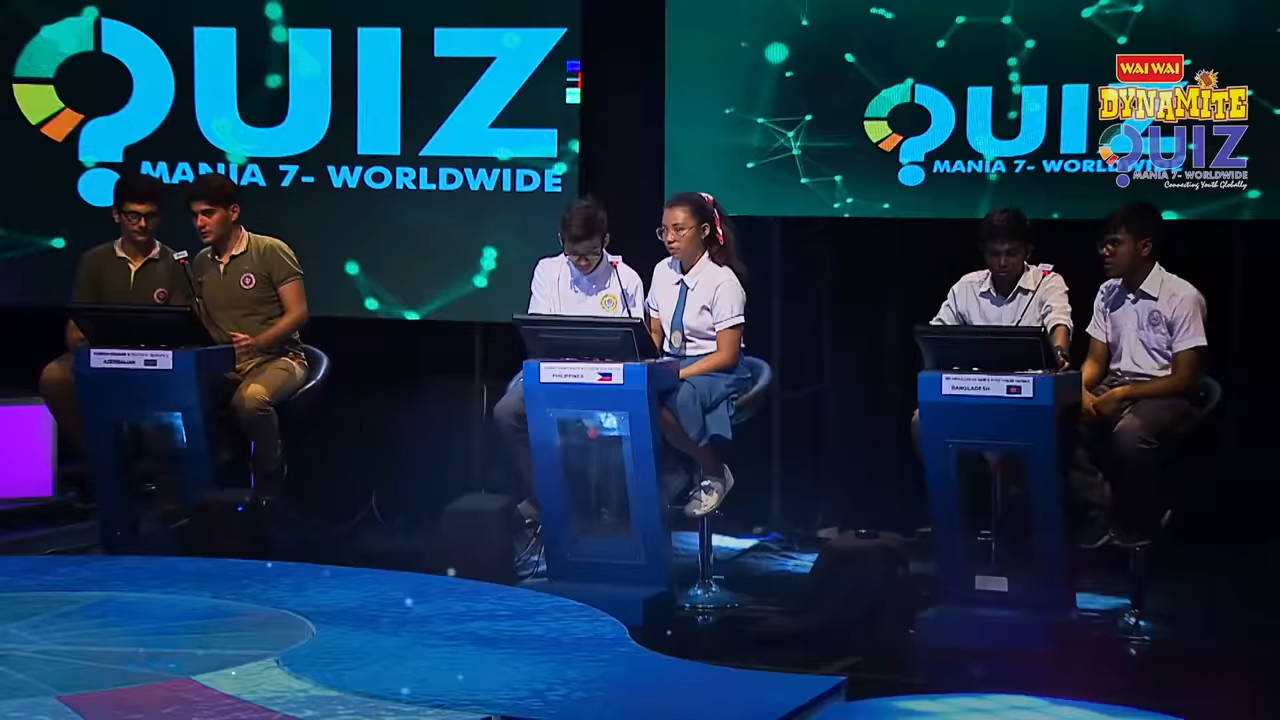 QUIZ
MANIA 7- WORLDWIDE
QUIZ
MANIA 7- WORLDWIDE
WAI WAI
DYNAMITE
QUIZ
MANIA 7- WORLDWIDE
Connecting Youth Globally
AZERBAIJAN
PHILIPPINES
BANGLADESH